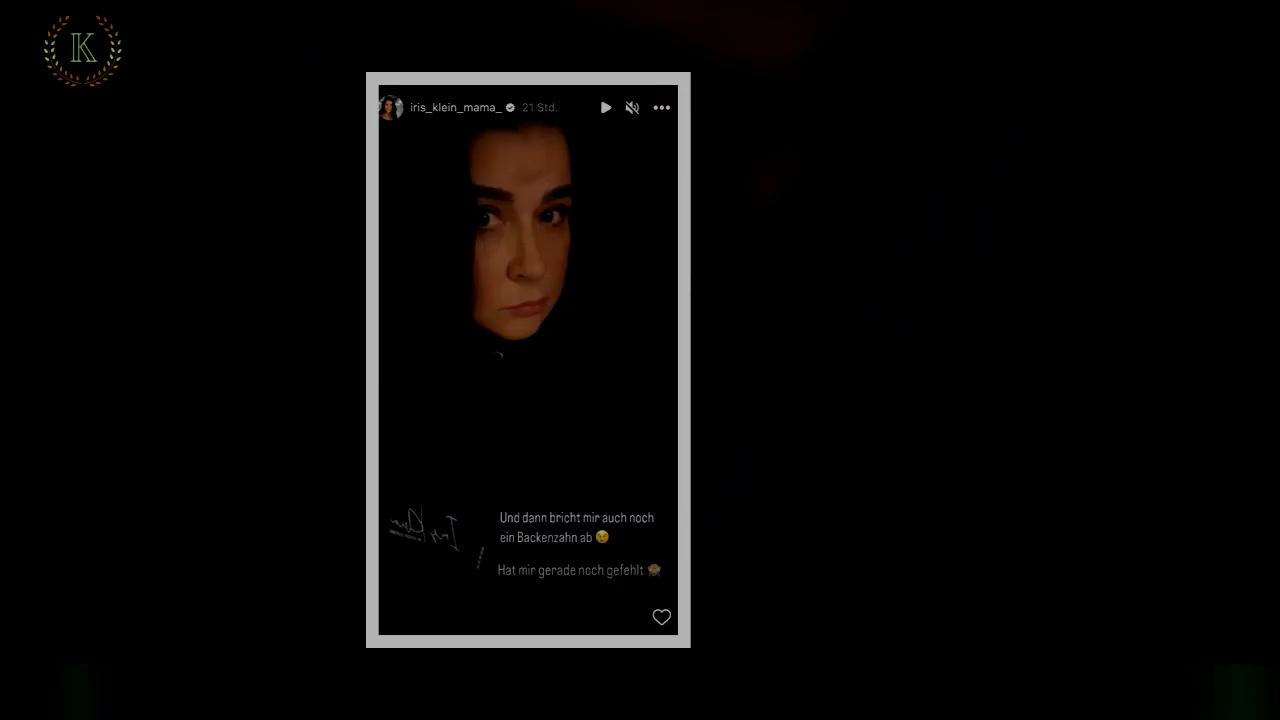 K
iris_klein_mama_ 21 Std.
Und dann bricht mir auch noch
ein Backenzahn ab 😢
Hat mir gerade noch gefehlt 🙈